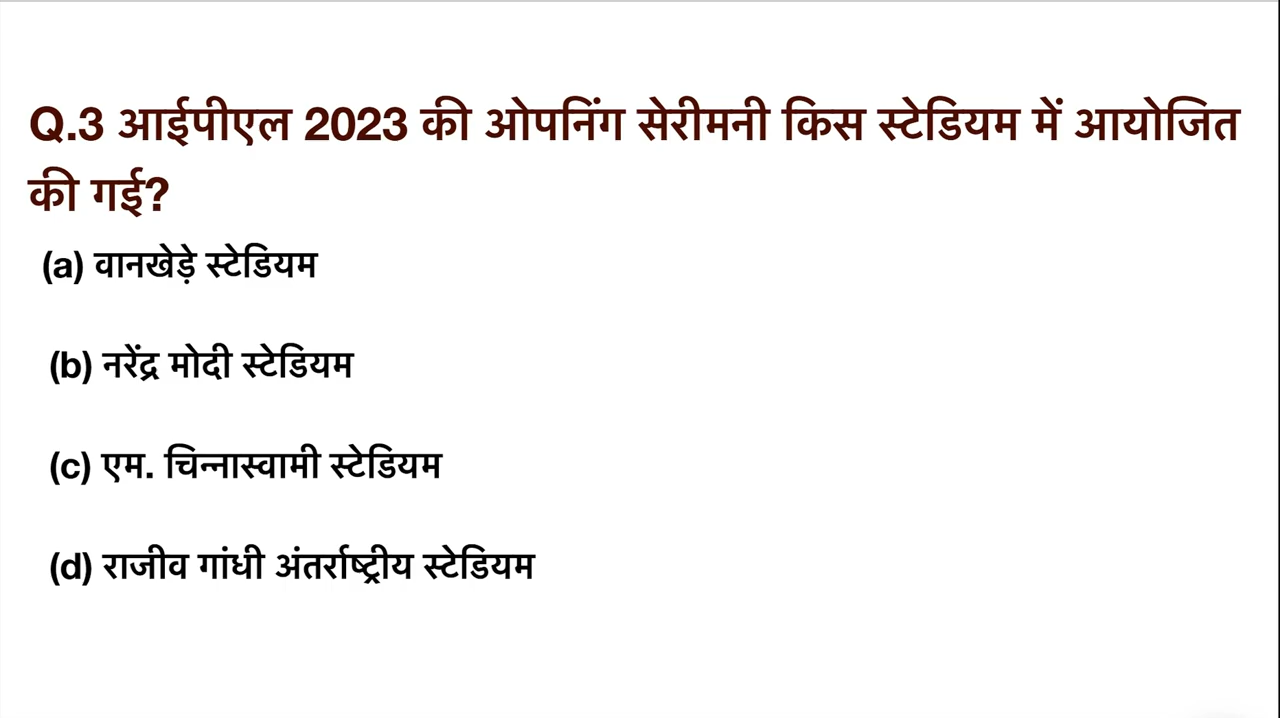 Q.3 आईपीएल 2023 की ओपनिंग सेरीमनी किस स्टेडियम में आयोजित
की गई?
(a) वानखेड़े स्टेडियम
(b) नरेंद्र मोदी स्टेडियम
(c) एम. चिन्नास्वामी स्टेडियम
(d) राजीव गांधी अंतर्राष्ट्रीय स्टेडियम